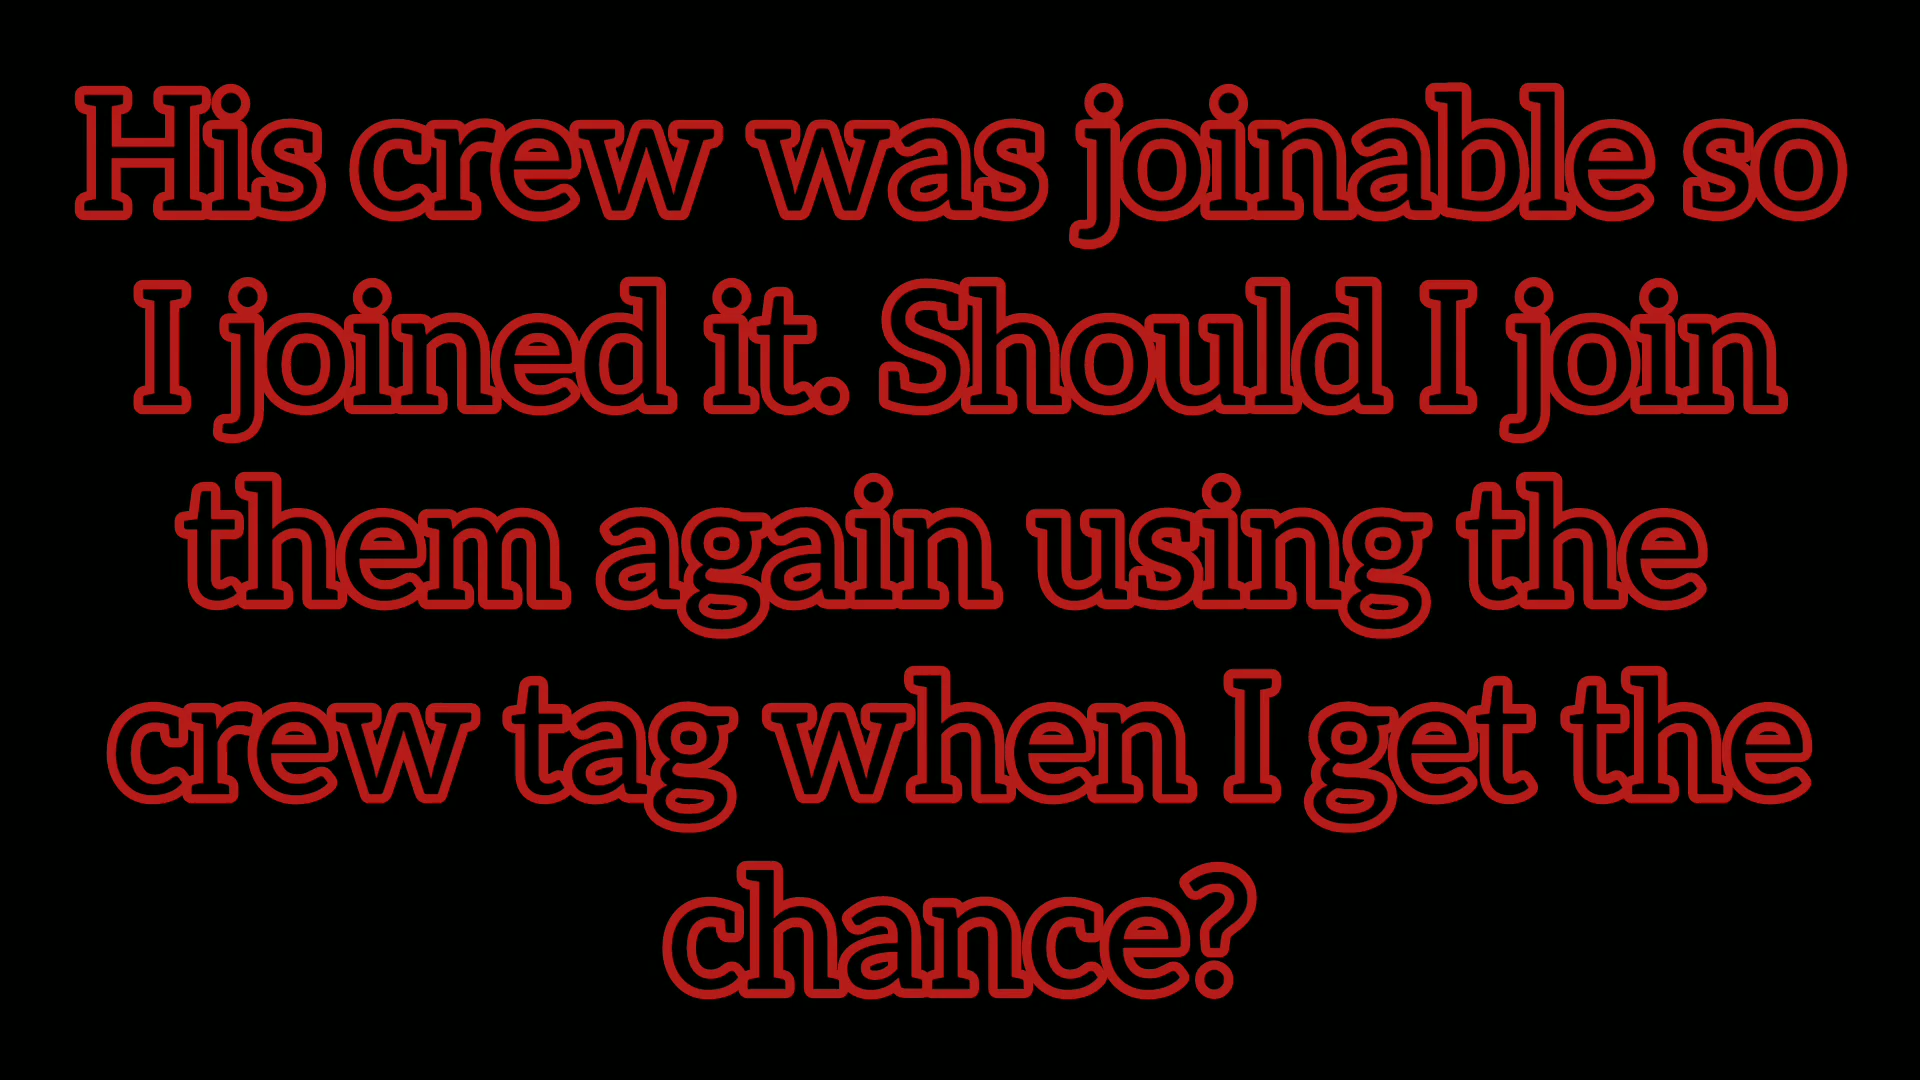 His crew was joinable so
I joined it. Should I join
them again using the
crew tag when I get the
chance?